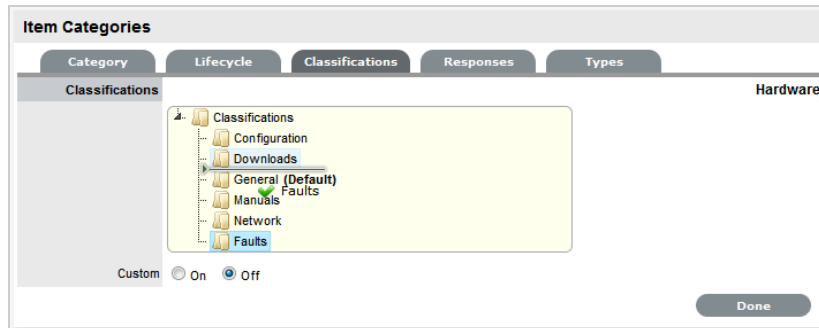 Item Categories
Category Lifecycle Classifications Responses Types
Classifications Hardware
Classifications
Configuration
Downloads
General (Default)
Faults
Manuals
Network
Faults
Custom On Off
Done